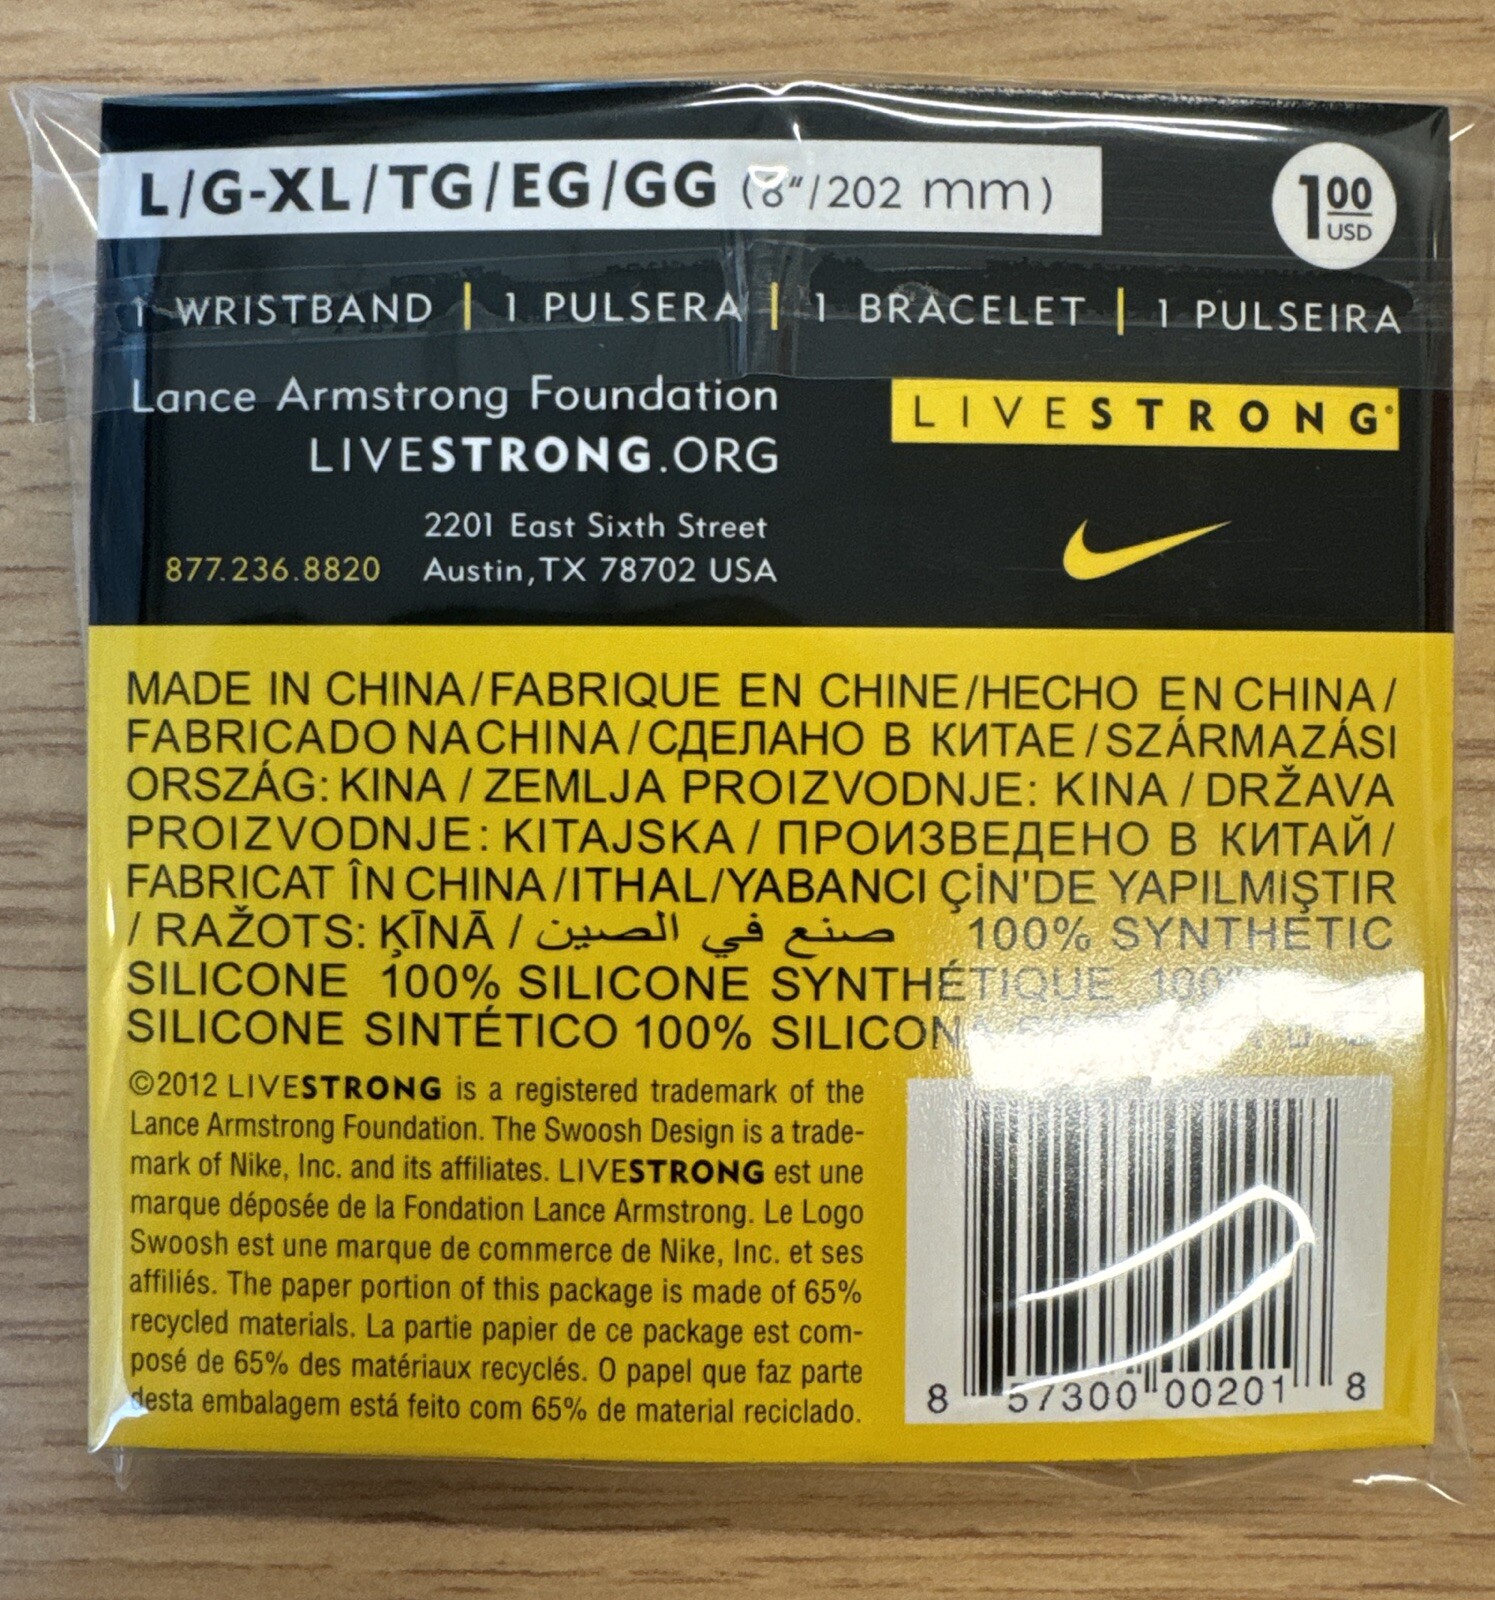 L/G-XL/TG/EG/GG (8"/202 mm)
1 00 USD
1 WRISTBAND | 1 PULSERA | 1 BRACELET | 1 PULSEIRA
Lance Armstrong Foundation
LIVESTRONG.ORG
LIVESTRONG®
2201 East Sixth Street
877.236.8820 Austin, TX 78702 USA
MADE IN CHINA/FABRIQUE EN CHINE/HECHO EN CHINA/
FABRICADO NA CHINA/СДЕЛАНО В КИТАЕ/SZÁRMAZÁSI
ORSZÁG: KINA / ZEMLJA PROIZVODNJE: KINA / DRŽAVA
PROIZVODNJE: KITAJSKA / ПРОИЗВЕДЕНО В КИТАЙ/
FABRICAT ÎN CHINA/ITHAL/YABANCI ÇİN'DE YAPILMIŞTIR
/ RAŽOTS: ĶĪNĀ / صنع في الصين 100% SYNTHETIC
SILICONE 100% SILICONE SYNTHÉTIQUE
SILICONE SINTÉTICO 100%
©2012 LIVESTRONG is a registered trademark of the
Lance Armstrong Foundation. The Swoosh Design is a trade-
mark of Nike, Inc. and its affiliates. LIVESTRONG est une
marque déposée de la Fondation Lance Armstrong. Le Logo
Swoosh est une marque de commerce de Nike, Inc. et ses
affiliés. The paper portion of this package is made of 65%
recycled materials. La partie papier de ce package est com-
posé de 65% des matériaux recyclés. O papel que faz parte
desta embalagem está feito com 65% de material reciclado.
8 57300 00201 8